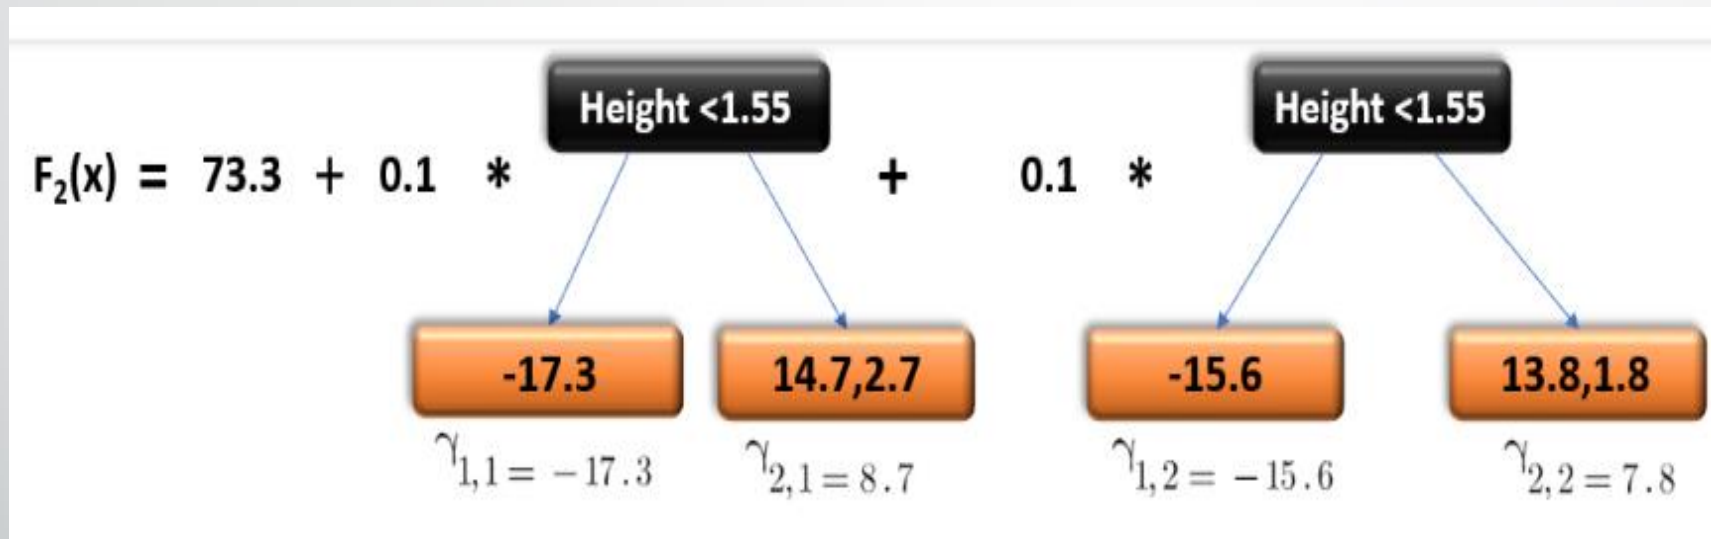 Height <1.55 Height <1.55
F₂(x) = 73.3 + 0.1 * + 0.1 *
-17.3 14.7,2.7 -15.6 13.8,1.8
γ₁,₁ = −17.3 γ₂,₁ = 8.7 γ₁,₂ = −15.6 γ₂,₂ = 7.8